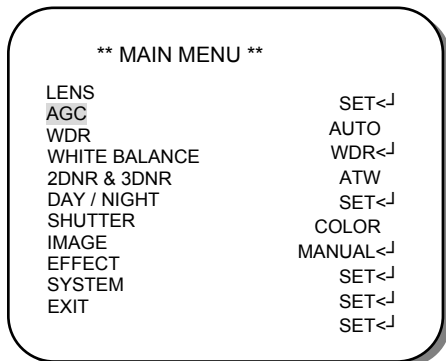 ** MAIN MENU **
LENS SET<┘
AGC AUTO
WDR WDR<┘
WHITE BALANCE ATW
2DNR & 3DNR SET<┘
DAY / NIGHT COLOR
SHUTTER MANUAL<┘
IMAGE SET<┘
EFFECT SET<┘
SYSTEM SET<┘
EXIT